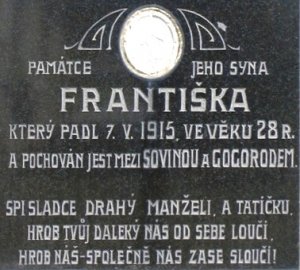 PAMÁTCE JEHO SYNA
FRANTIŠKA
KTERÝ PADL 7. V. 1915, VE VĚKU 28 R.
A POCHOVÁN JEST MEZI SOVINOU A GOGORODEM.
SPI SLADCE DRAHÝ MANŽELI, A TATÍČKU,
HROB TVŮJ DALEKÝ NÁS OD SEBE LOUČÍ,
HROB NÁŠ-SPOLEČNĚ NÁS ZASE SLOUČÍ!